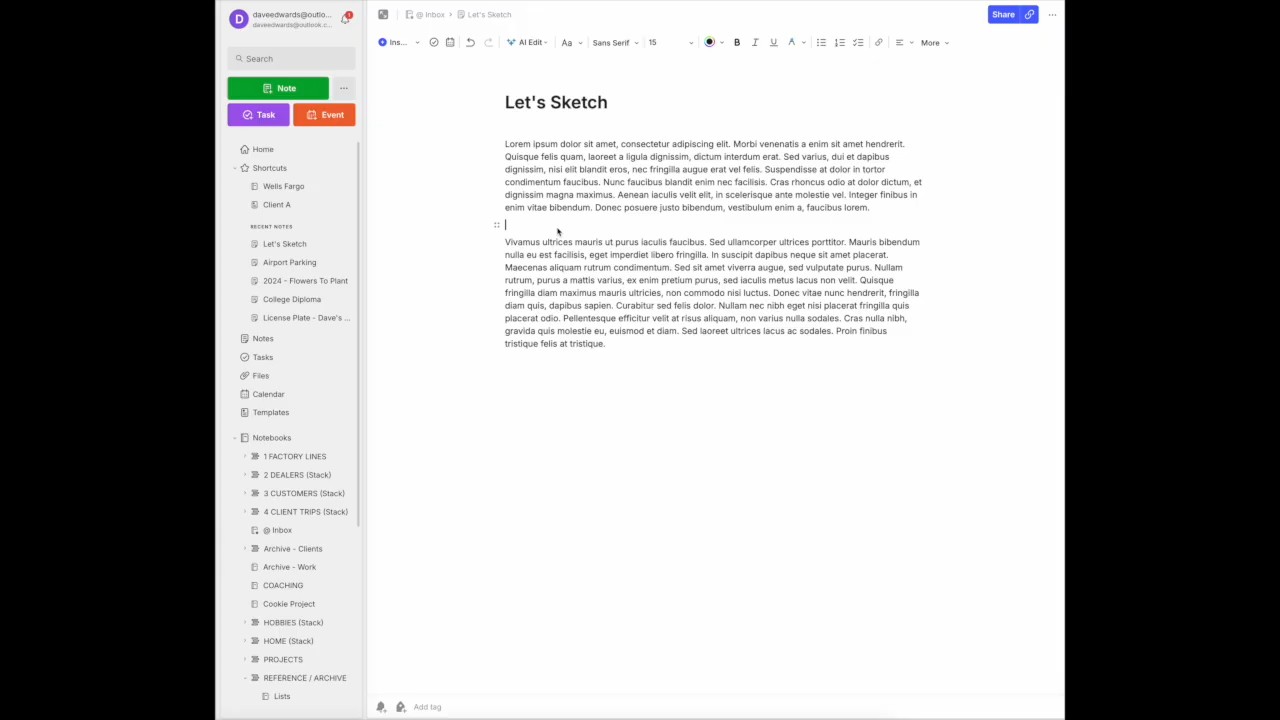 D
daveedwards@outlo...
daveedwards@outlook.c...
1
Search
Note
Task
Event
Home
Shortcuts
Wells Fargo
Client A
RECENT NOTES
Let's Sketch
Airport Parking
2024 - Flowers To Plant
College Diploma
License Plate - Dave's ...
Notes
Tasks
Files
Calendar
Templates
Notebooks
1 FACTORY LINES
2 DEALERS (Stack)
3 CUSTOMERS (Stack)
4 CLIENT TRIPS (Stack)
@ Inbox
Archive - Clients
Archive - Work
COACHING
Cookie Project
HOBBIES (Stack)
HOME (Stack)
PROJECTS
REFERENCE / ARCHIVE
Lists
@ Inbox › Let's Sketch
Share
Ins... AI Edit Aa Sans Serif 15 B I U A More
Let's Sketch
Lorem ipsum dolor sit amet, consectetur adipiscing elit. Morbi venenatis a enim sit amet hendrerit.
Quisque felis quam, laoreet a ligula dignissim, dictum interdum erat. Sed varius, dui et dapibus
dignissim, nisi elit blandit eros, nec fringilla augue erat vel felis. Suspendisse at dolor in tortor
condimentum faucibus. Nunc faucibus blandit enim nec facilisis. Cras rhoncus odio at dolor dictum, et
dignissim magna maximus. Aenean iaculis velit elit, in scelerisque ante molestie vel. Integer finibus in
enim vitae bibendum. Donec posuere justo bibendum, vestibulum enim a, faucibus lorem.
Vivamus ultrices mauris ut purus iaculis faucibus. Sed ullamcorper ultrices porttitor. Mauris bibendum
nulla eu est facilisis, eget imperdiet libero fringilla. In suscipit dapibus neque sit amet placerat.
Maecenas aliquam rutrum condimentum. Sed sit amet viverra augue, sed vulputate purus. Nullam
rutrum, purus a mattis varius, ex enim pretium purus, sed iaculis metus lacus non velit. Quisque
fringilla diam maximus mauris ultricies, non commodo nisi luctus. Donec vitae nunc hendrerit, fringilla
diam quis, dapibus sapien. Curabitur sed felis dolor. Nullam nec nibh eget nisi placerat fringilla quis
placerat odio. Pellentesque efficitur velit at risus aliquam, non varius nulla sodales. Cras nulla nibh,
gravida quis molestie eu, euismod et diam. Sed laoreet ultrices lacus ac sodales. Proin finibus
tristique felis at tristique.
Add tag